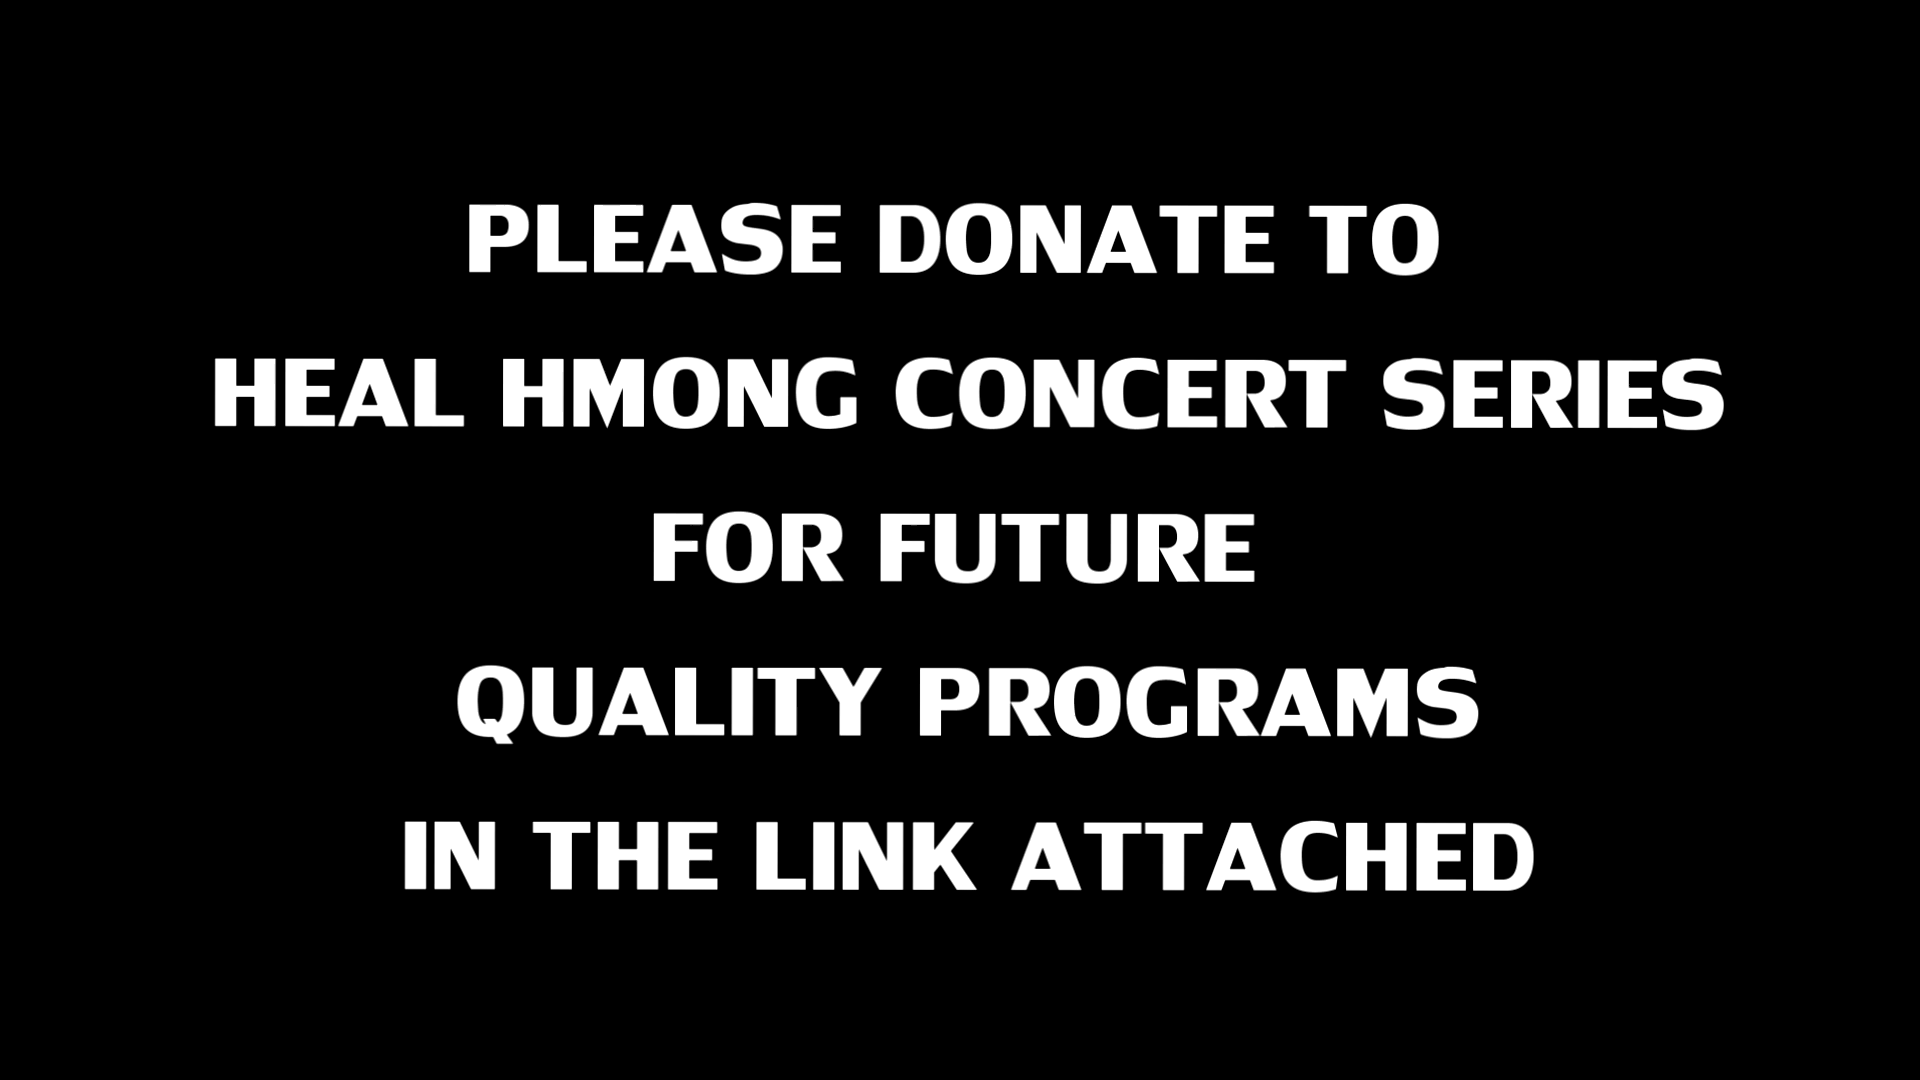 PLEASE DONATE TO
HEAL HMONG CONCERT SERIES
FOR FUTURE
QUALITY PROGRAMS
IN THE LINK ATTACHED